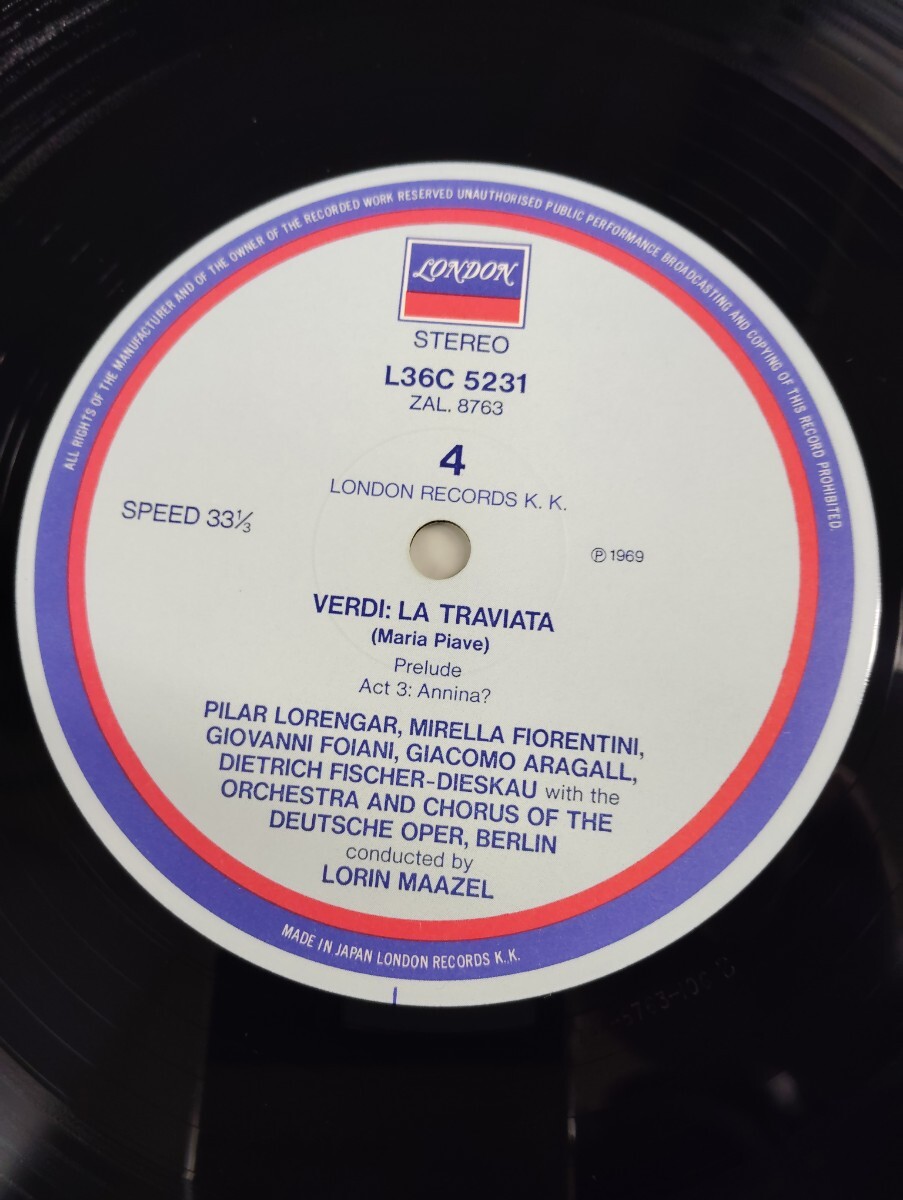 ALL RIGHTS OF THE MANUFACTURER AND OF THE OWNER OF THE RECORDED WORK RESERVED UNAUTHORISED PUBLIC PERFORMANCE BROADCASTING AND COPYING OF THIS RECORD PROHIBITED.
LONDON
STEREO
L36C 5231
ZAL. 8763
4
LONDON RECORDS K. K.
SPEED 33⅓
℗ 1969
VERDI: LA TRAVIATA
(Maria Piave)
Prelude
Act 3: Annina?
PILAR LORENGAR, MIRELLA FIORENTINI,
GIOVANNI FOIANI, GIACOMO ARAGALL,
DIETRICH FISCHER-DIESKAU with the
ORCHESTRA AND CHORUS OF THE
DEUTSCHE OPER, BERLIN
conducted by
LORIN MAAZEL
MADE IN JAPAN LONDON RECORDS K..K.